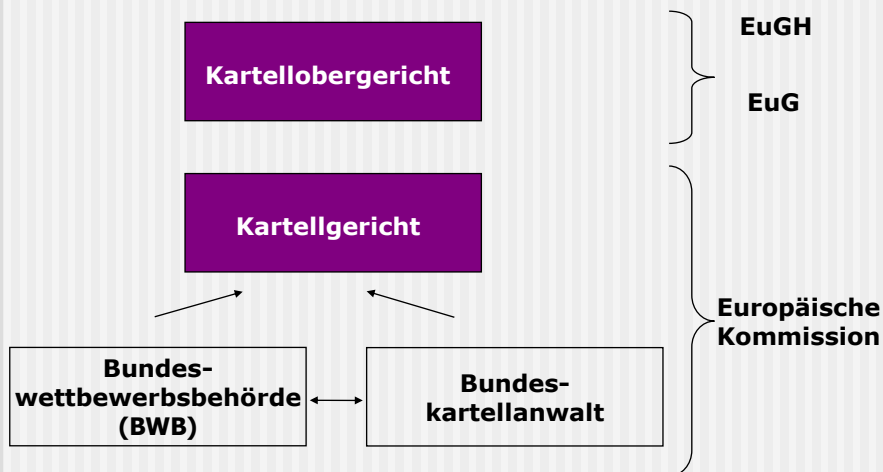 EuGH
Kartellobergericht
EuG
Kartellgericht
Europäische
Kommission
Bundes-
wettbewerbsbehörde
(BWB)
Bundes-
kartellanwalt